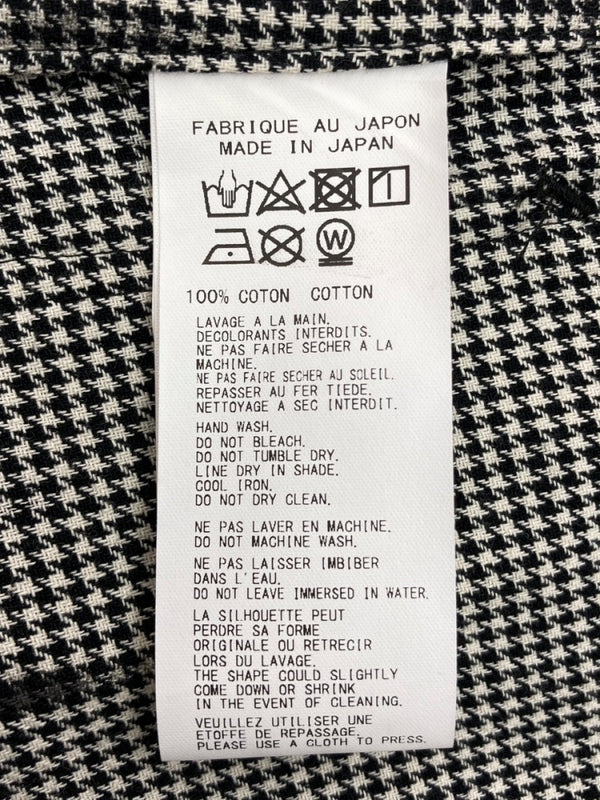 FABRIQUE AU JAPON
MADE IN JAPAN
W
100% COTON COTTON
LAVAGE A LA MAIN.
DECOLORANTS INTERDITS.
NE PAS FAIRE SECHER A LA
MACHINE.
NE PAS FAIRE SECHER AU SOLEIL.
REPASSER AU FER TIEDE.
NETTOYAGE A SEC INTERDIT.
HAND WASH.
DO NOT BLEACH.
DO NOT TUMBLE DRY.
LINE DRY IN SHADE.
COOL IRON.
DO NOT DRY CLEAN.
NE PAS LAVER EN MACHINE.
DO NOT MACHINE WASH.
NE PAS LAISSER IMBIBER
DANS L'EAU.
DO NOT LEAVE IMMERSED IN WATER.
LA SILHOUETTE PEUT
PERDRE SA FORME
ORIGINALE OU RETRECIR
LORS DU LAVAGE.
THE SHAPE COULD SLIGHTLY
COME DOWN OR SHRINK
IN THE EVENT OF CLEANING.
VEUILLEZ UTILISER UNE
ETOFFE DE REPASSAGE.
PLEASE USE A CLOTH TO PRESS.